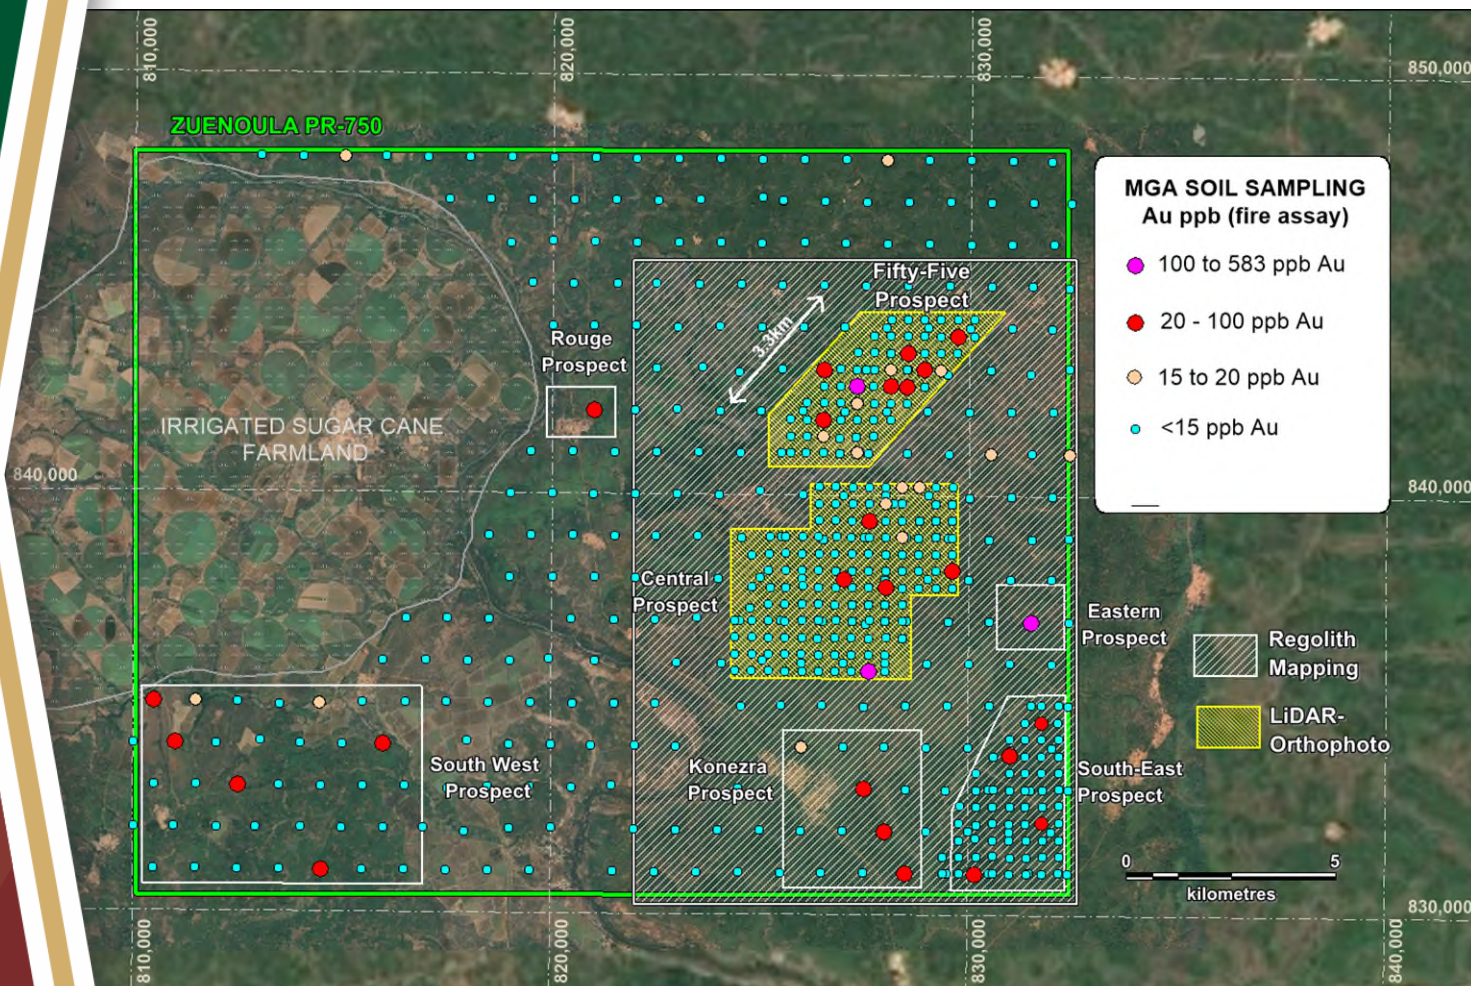 810,000
820,000
830,000
850,000
ZUENOULA PR-750
MGA SOIL SAMPLING
Au ppb (fire assay)
100 to 583 ppb Au
20 - 100 ppb Au
15 to 20 ppb Au
<15 ppb Au
Fifty-Five
Prospect
3.3km
Rouge
Prospect
IRRIGATED SUGAR CANE
FARMLAND
840,000
840,000
Central
Prospect
Eastern
Prospect
Regolith
Mapping
LiDAR-
Orthophoto
South West
Prospect
Konezra
Prospect
South-East
Prospect
0 5
kilometres
830,000
810,000
820,000
830,000
840,000